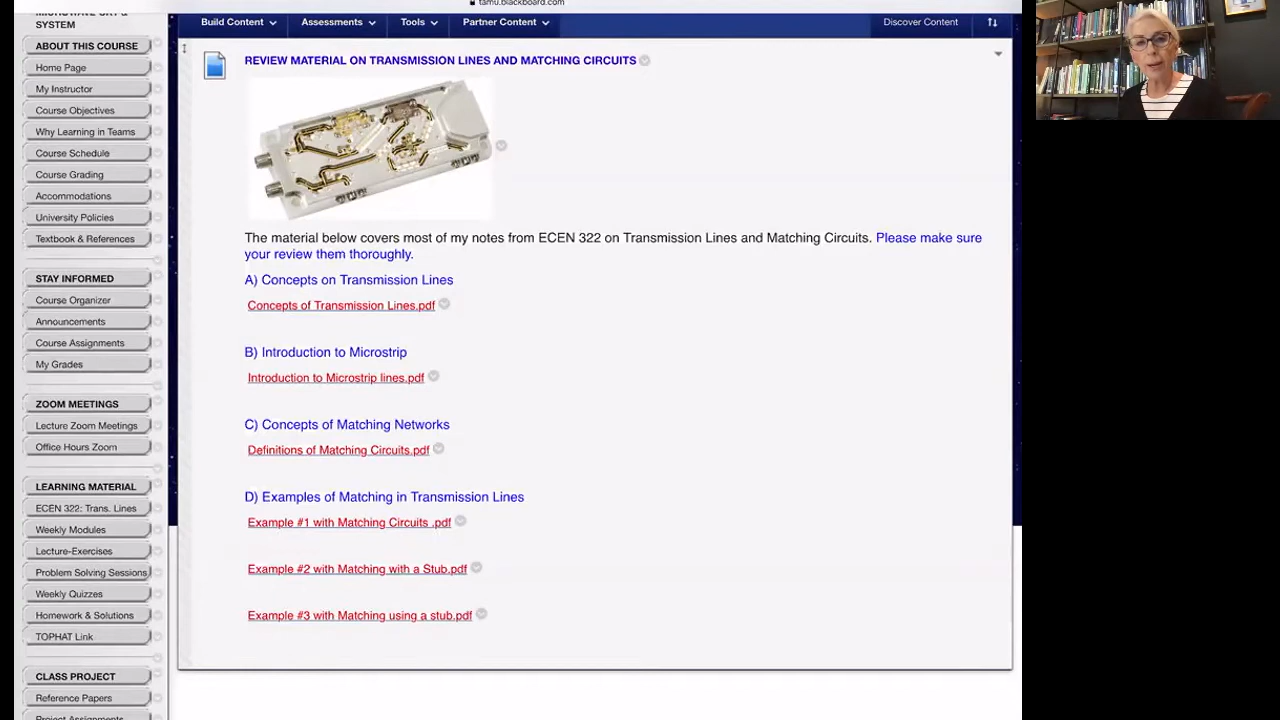 tamu.blackboard.com
SYSTEM
ABOUT THIS COURSE
Home Page
My Instructor
Course Objectives
Why Learning in Teams
Course Schedule
Course Grading
Accommodations
University Policies
Textbook & References
STAY INFORMED
Course Organizer
Announcements
Course Assignments
My Grades
ZOOM MEETINGS
Lecture Zoom Meetings
Office Hours Zoom
LEARNING MATERIAL
ECEN 322: Trans. Lines
Weekly Modules
Lecture-Exercises
Problem Solving Sessions
Weekly Quizzes
Homework & Solutions
TOPHAT Link
CLASS PROJECT
Reference Papers
Project Assignments
Build Content
Assessments
Tools
Partner Content
Discover Content
REVIEW MATERIAL ON TRANSMISSION LINES AND MATCHING CIRCUITS
The material below covers most of my notes from ECEN 322 on Transmission Lines and Matching Circuits. Please make sure
your review them thoroughly.
A) Concepts on Transmission Lines
Concepts of Transmission Lines.pdf
B) Introduction to Microstrip
Introduction to Microstrip lines.pdf
C) Concepts of Matching Networks
Definitions of Matching Circuits.pdf
D) Examples of Matching in Transmission Lines
Example #1 with Matching Circuits .pdf
Example #2 with Matching with a Stub.pdf
Example #3 with Matching using a stub.pdf